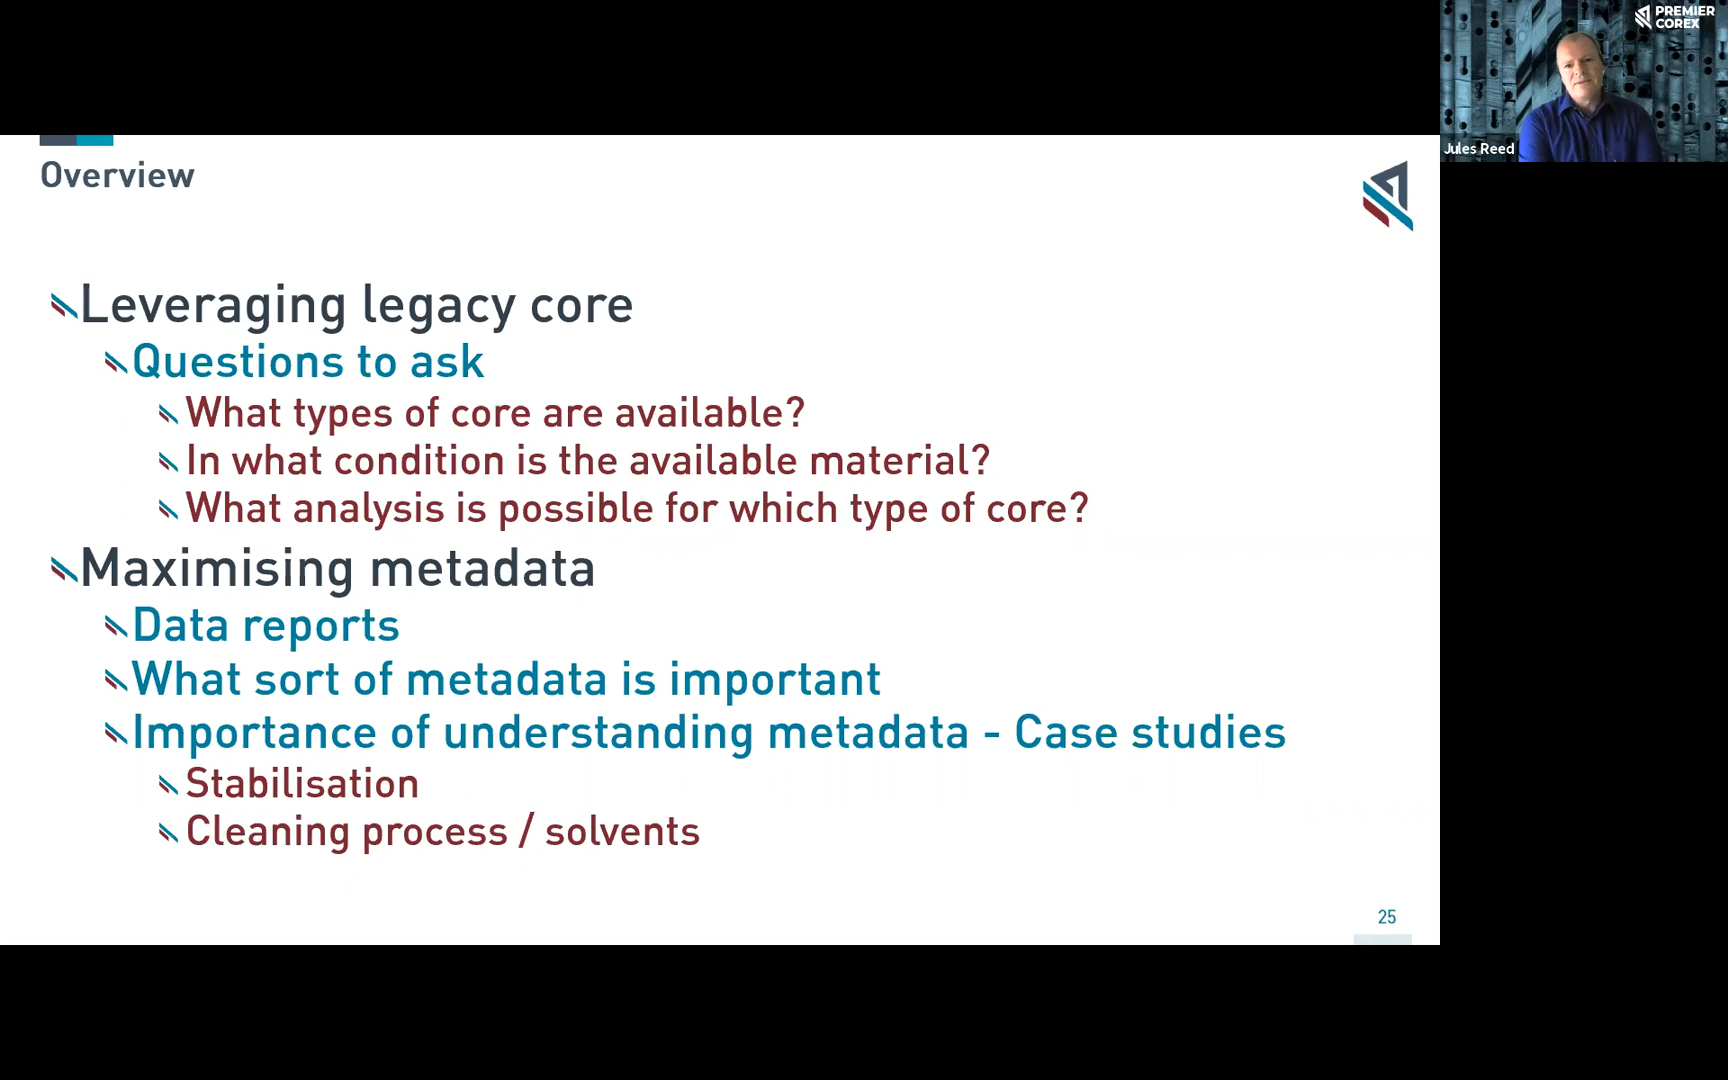 PREMIER
COREX
Jules Reed
Overview
Leveraging legacy core
Questions to ask
What types of core are available?
In what condition is the available material?
What analysis is possible for which type of core?
Maximising metadata
Data reports
What sort of metadata is important
Importance of understanding metadata - Case studies
Stabilisation
Cleaning process / solvents
25